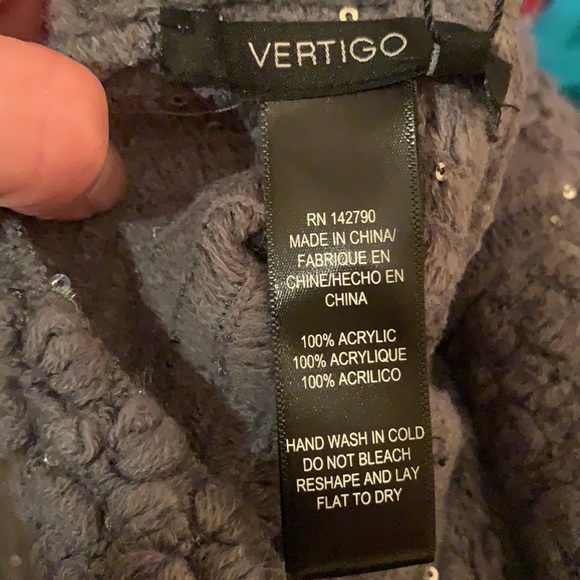 VERTIGO
RN 142790
MADE IN CHINA/
FABRIQUE EN
CHINE/HECHO EN
CHINA
100% ACRYLIC
100% ACRYLIQUE
100% ACRILICO
HAND WASH IN COLD
DO NOT BLEACH
RESHAPE AND LAY
FLAT TO DRY